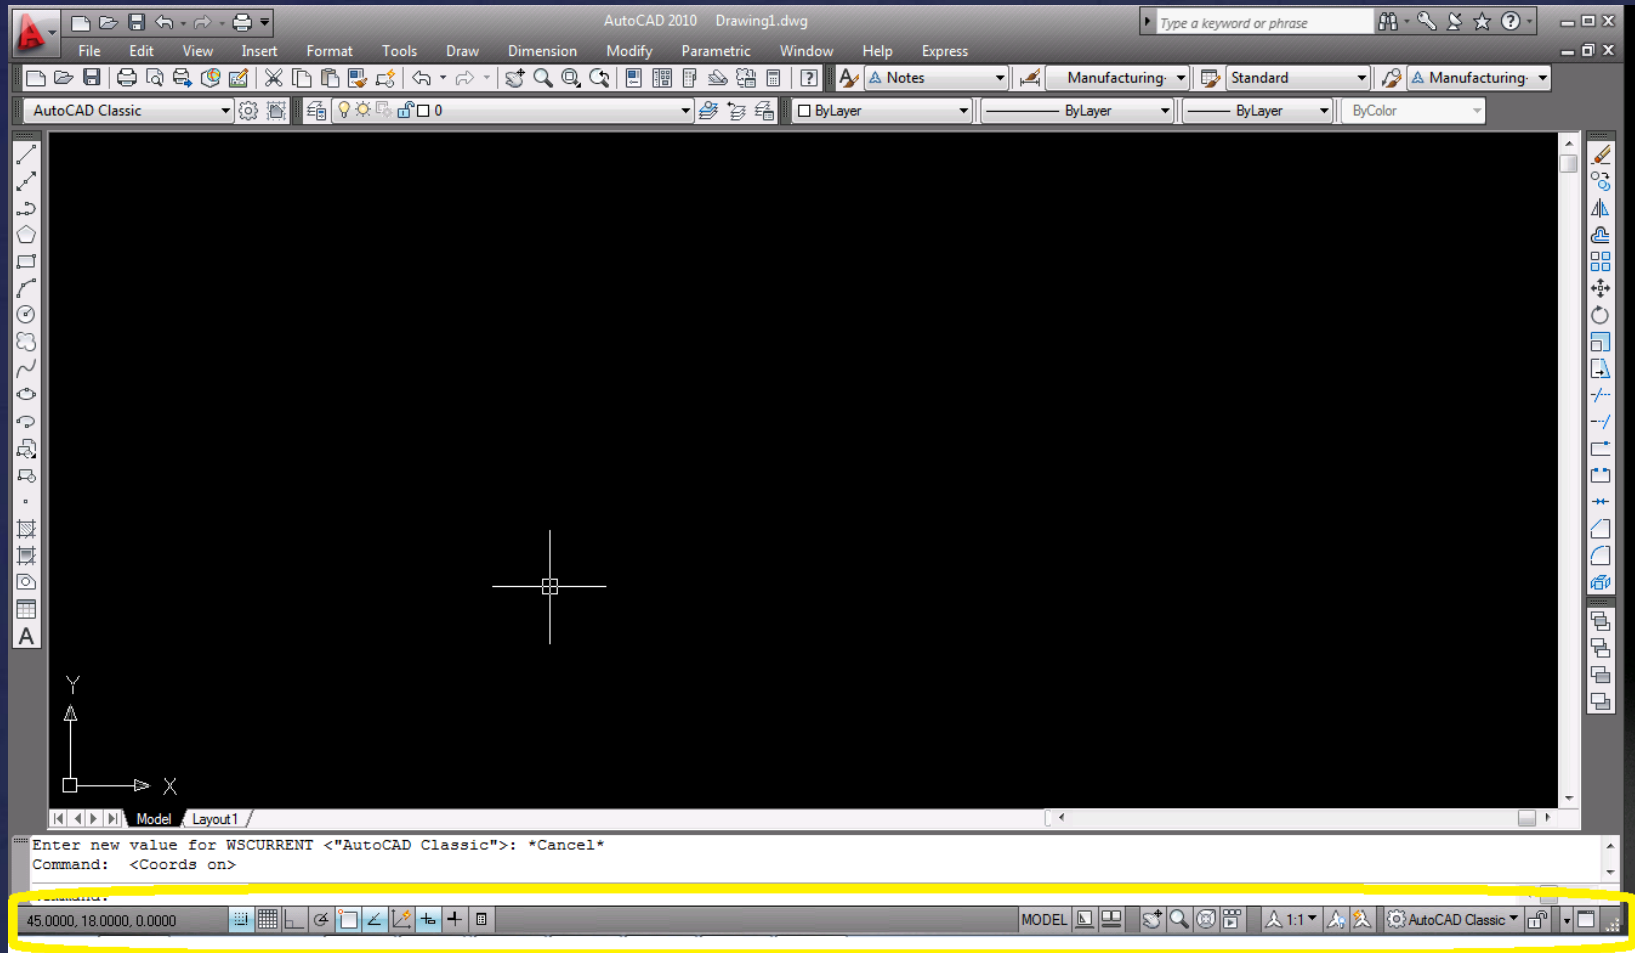 AutoCAD 2010 Drawing1.dwg
Type a keyword or phrase
File Edit View Insert Format Tools Draw Dimension Modify Parametric Window Help Express
A Notes Manufacturing- Standard Manufacturing-
AutoCAD Classic 0 ByLayer ByLayer ByLayer ByColor
Y
X
Model Layout1
Enter new value for WSCURRENT <"AutoCAD Classic">: *Cancel*
Command: <Coords on>
Command:
45.0000, 18.0000, 0.0000 MODEL 1:1 AutoCAD Classic